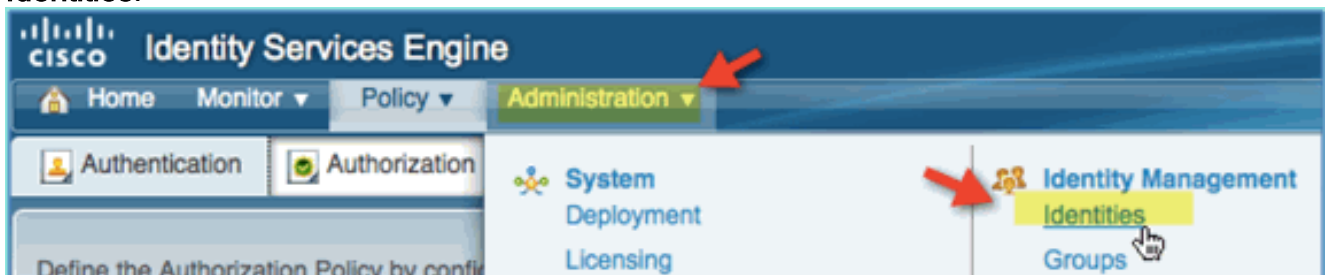 Identities.
CISCO Identity Services Engine
Home Monitor ▾ Policy ▾ Administration ▾
Authentication Authorization
System
Deployment
Licensing
Identity Management
Identities
Groups
Define the Authorization Policy by confi